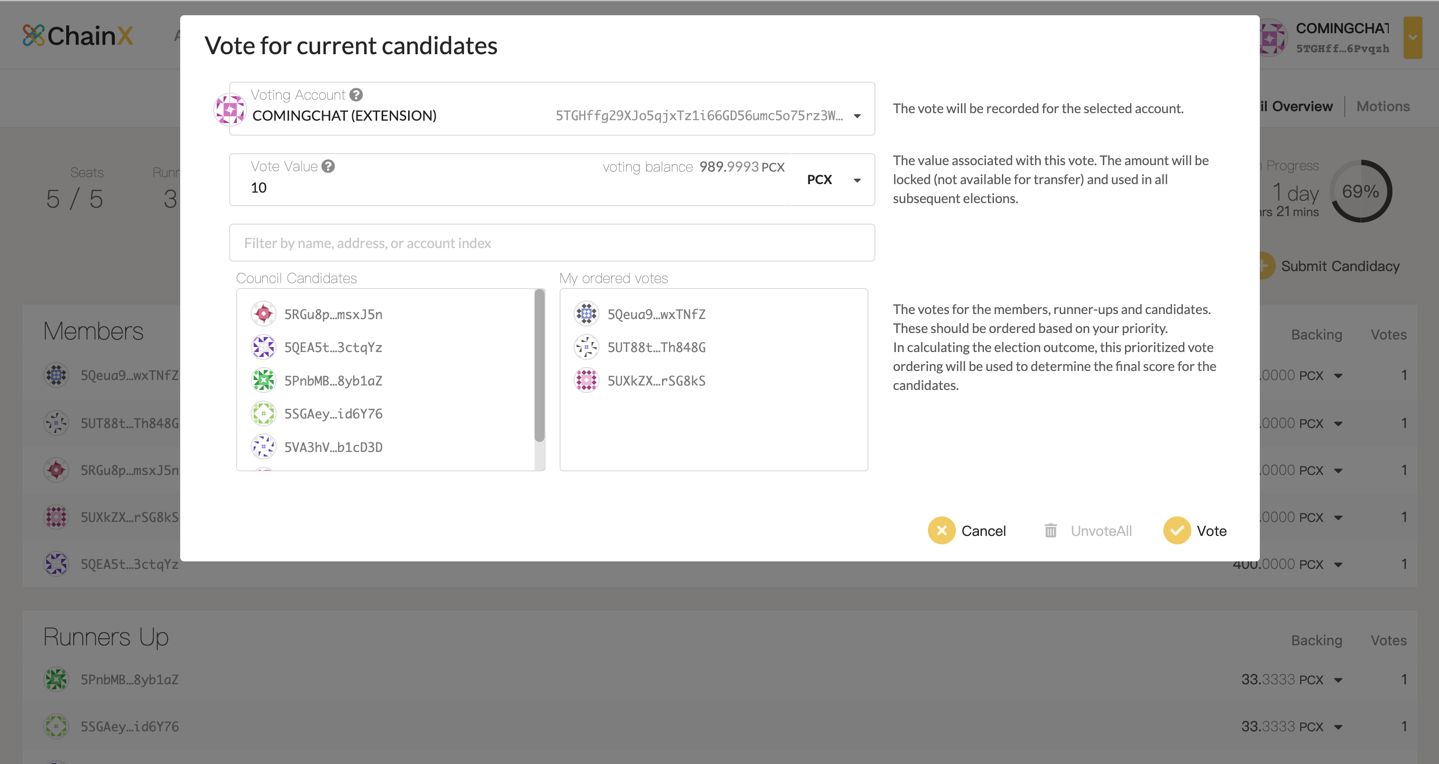 ChainX
A
Vote for current candidates
COMINGCHAT
5TGHff…6Pvqzh
Voting Account
COMINGCHAT (EXTENSION)
5TGHffg29XJo5qjxTz1i66GD56umc5o75rz3W…
The vote will be recorded for the selected account.
il Overview
Motions
Vote Value
voting balance 989.9993 PCX
10
PCX
The value associated with this vote. The amount will be
locked (not available for transfer) and used in all
subsequent elections.
Seats
5 / 5
Runn
3
Progress
1 day
hrs 21 mins
69%
Filter by name, address, or account index
Submit Candidacy
Council Candidates
5RGu8p…msxJ5n
5QEA5t…3ctqYz
5PnbMB…8yb1aZ
5SGAey…id6Y76
5VA3hV…b1cD3D
My ordered votes
5Qeua9…wxTNfZ
5UT88t…Th848G
5UXkZX…rSG8kS
The votes for the members, runner-ups and candidates.
These should be ordered based on your priority.
In calculating the election outcome, this prioritized vote
ordering will be used to determine the final score for the
candidates.
Cancel
UnvoteAll
Vote
Members
Backing
Votes
5Qeua9…wxTNfZ
.0000 PCX
1
5UT88t…Th848G
.0000 PCX
1
5RGu8p…msxJ5n
.0000 PCX
1
5UXkZX…rSG8kS
.0000 PCX
1
5QEA5t…3ctqYz
400.0000 PCX
1
Runners Up
Backing
Votes
5PnbMB…8yb1aZ
33.3333 PCX
1
5SGAey…id6Y76
33.3333 PCX
1